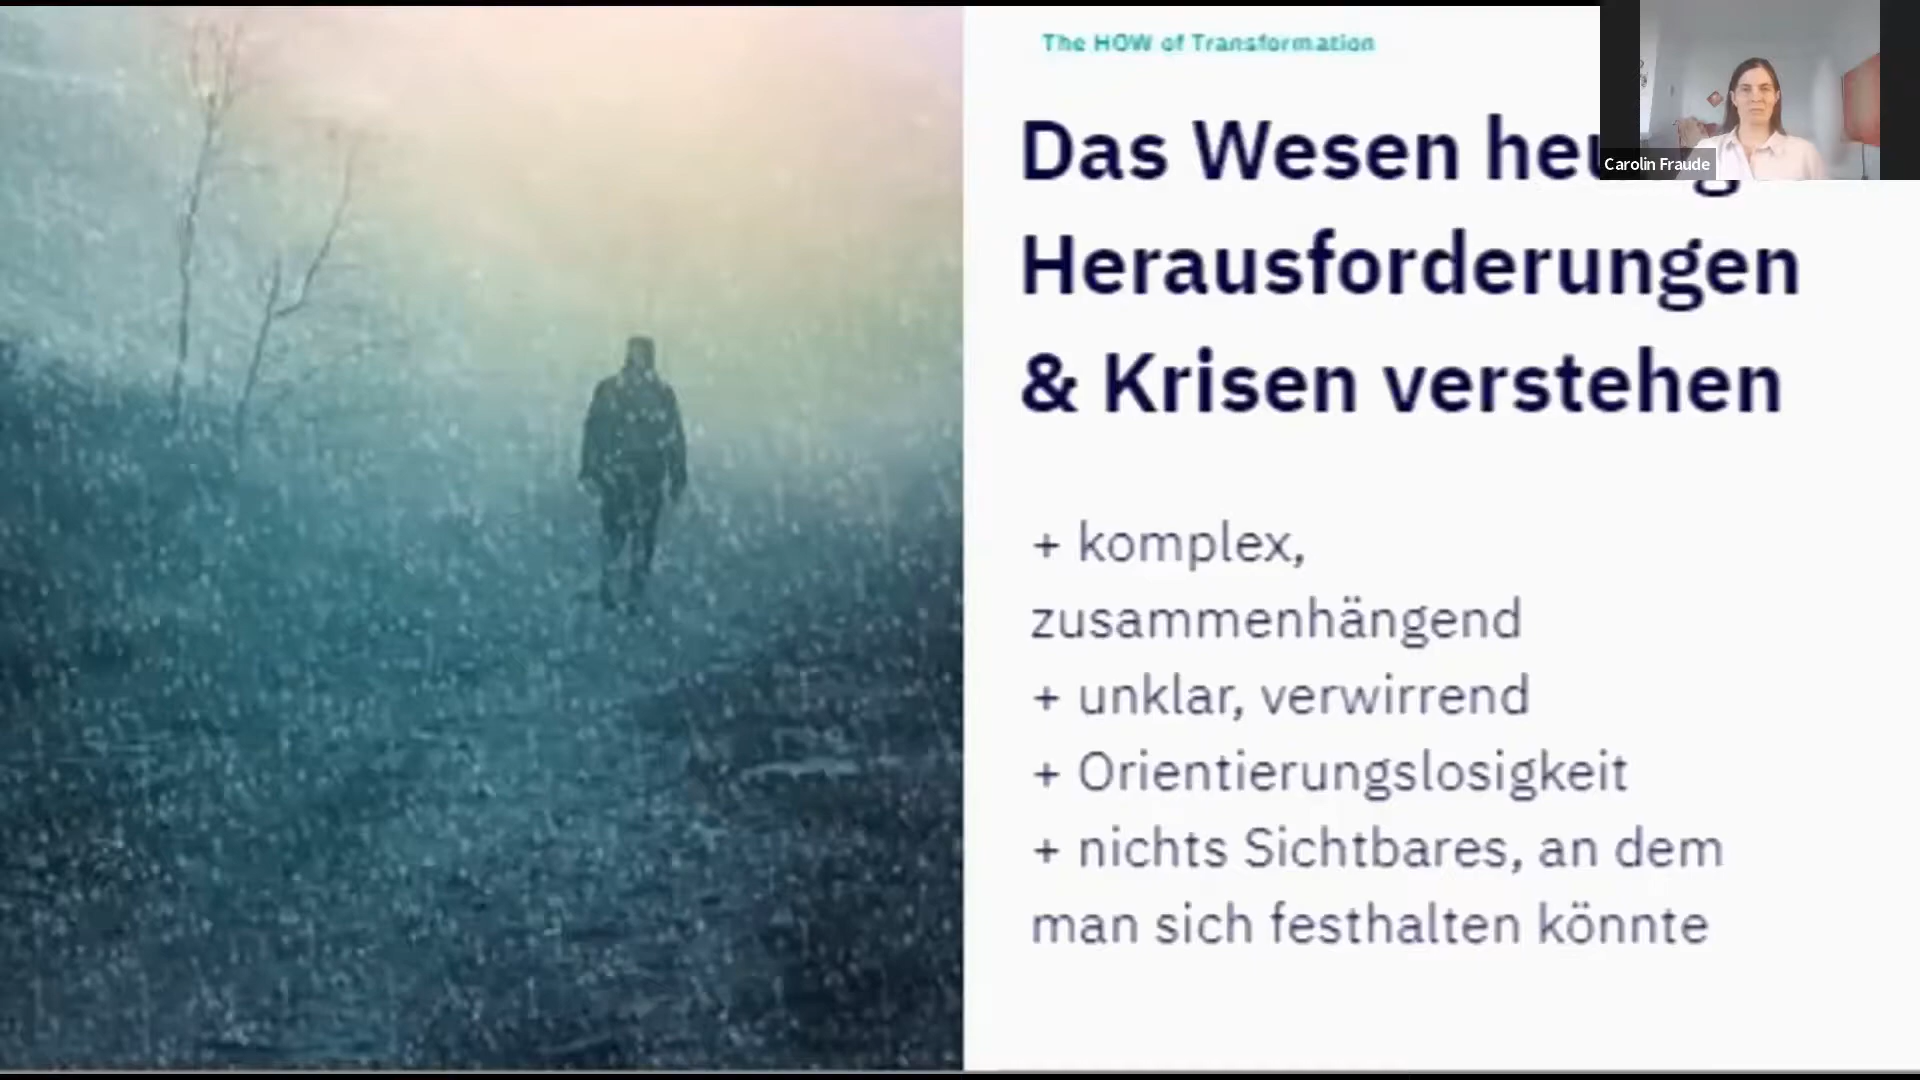 The HOW of Transformation
Das Wesen
Herausforderungen
& Krisen verstehen
+ komplex,
zusammenhängend
+ unklar, verwirrend
+ Orientierungslosigkeit
+ nichts Sichtbares, an dem
man sich festhalten könnte
Carolin Fraude